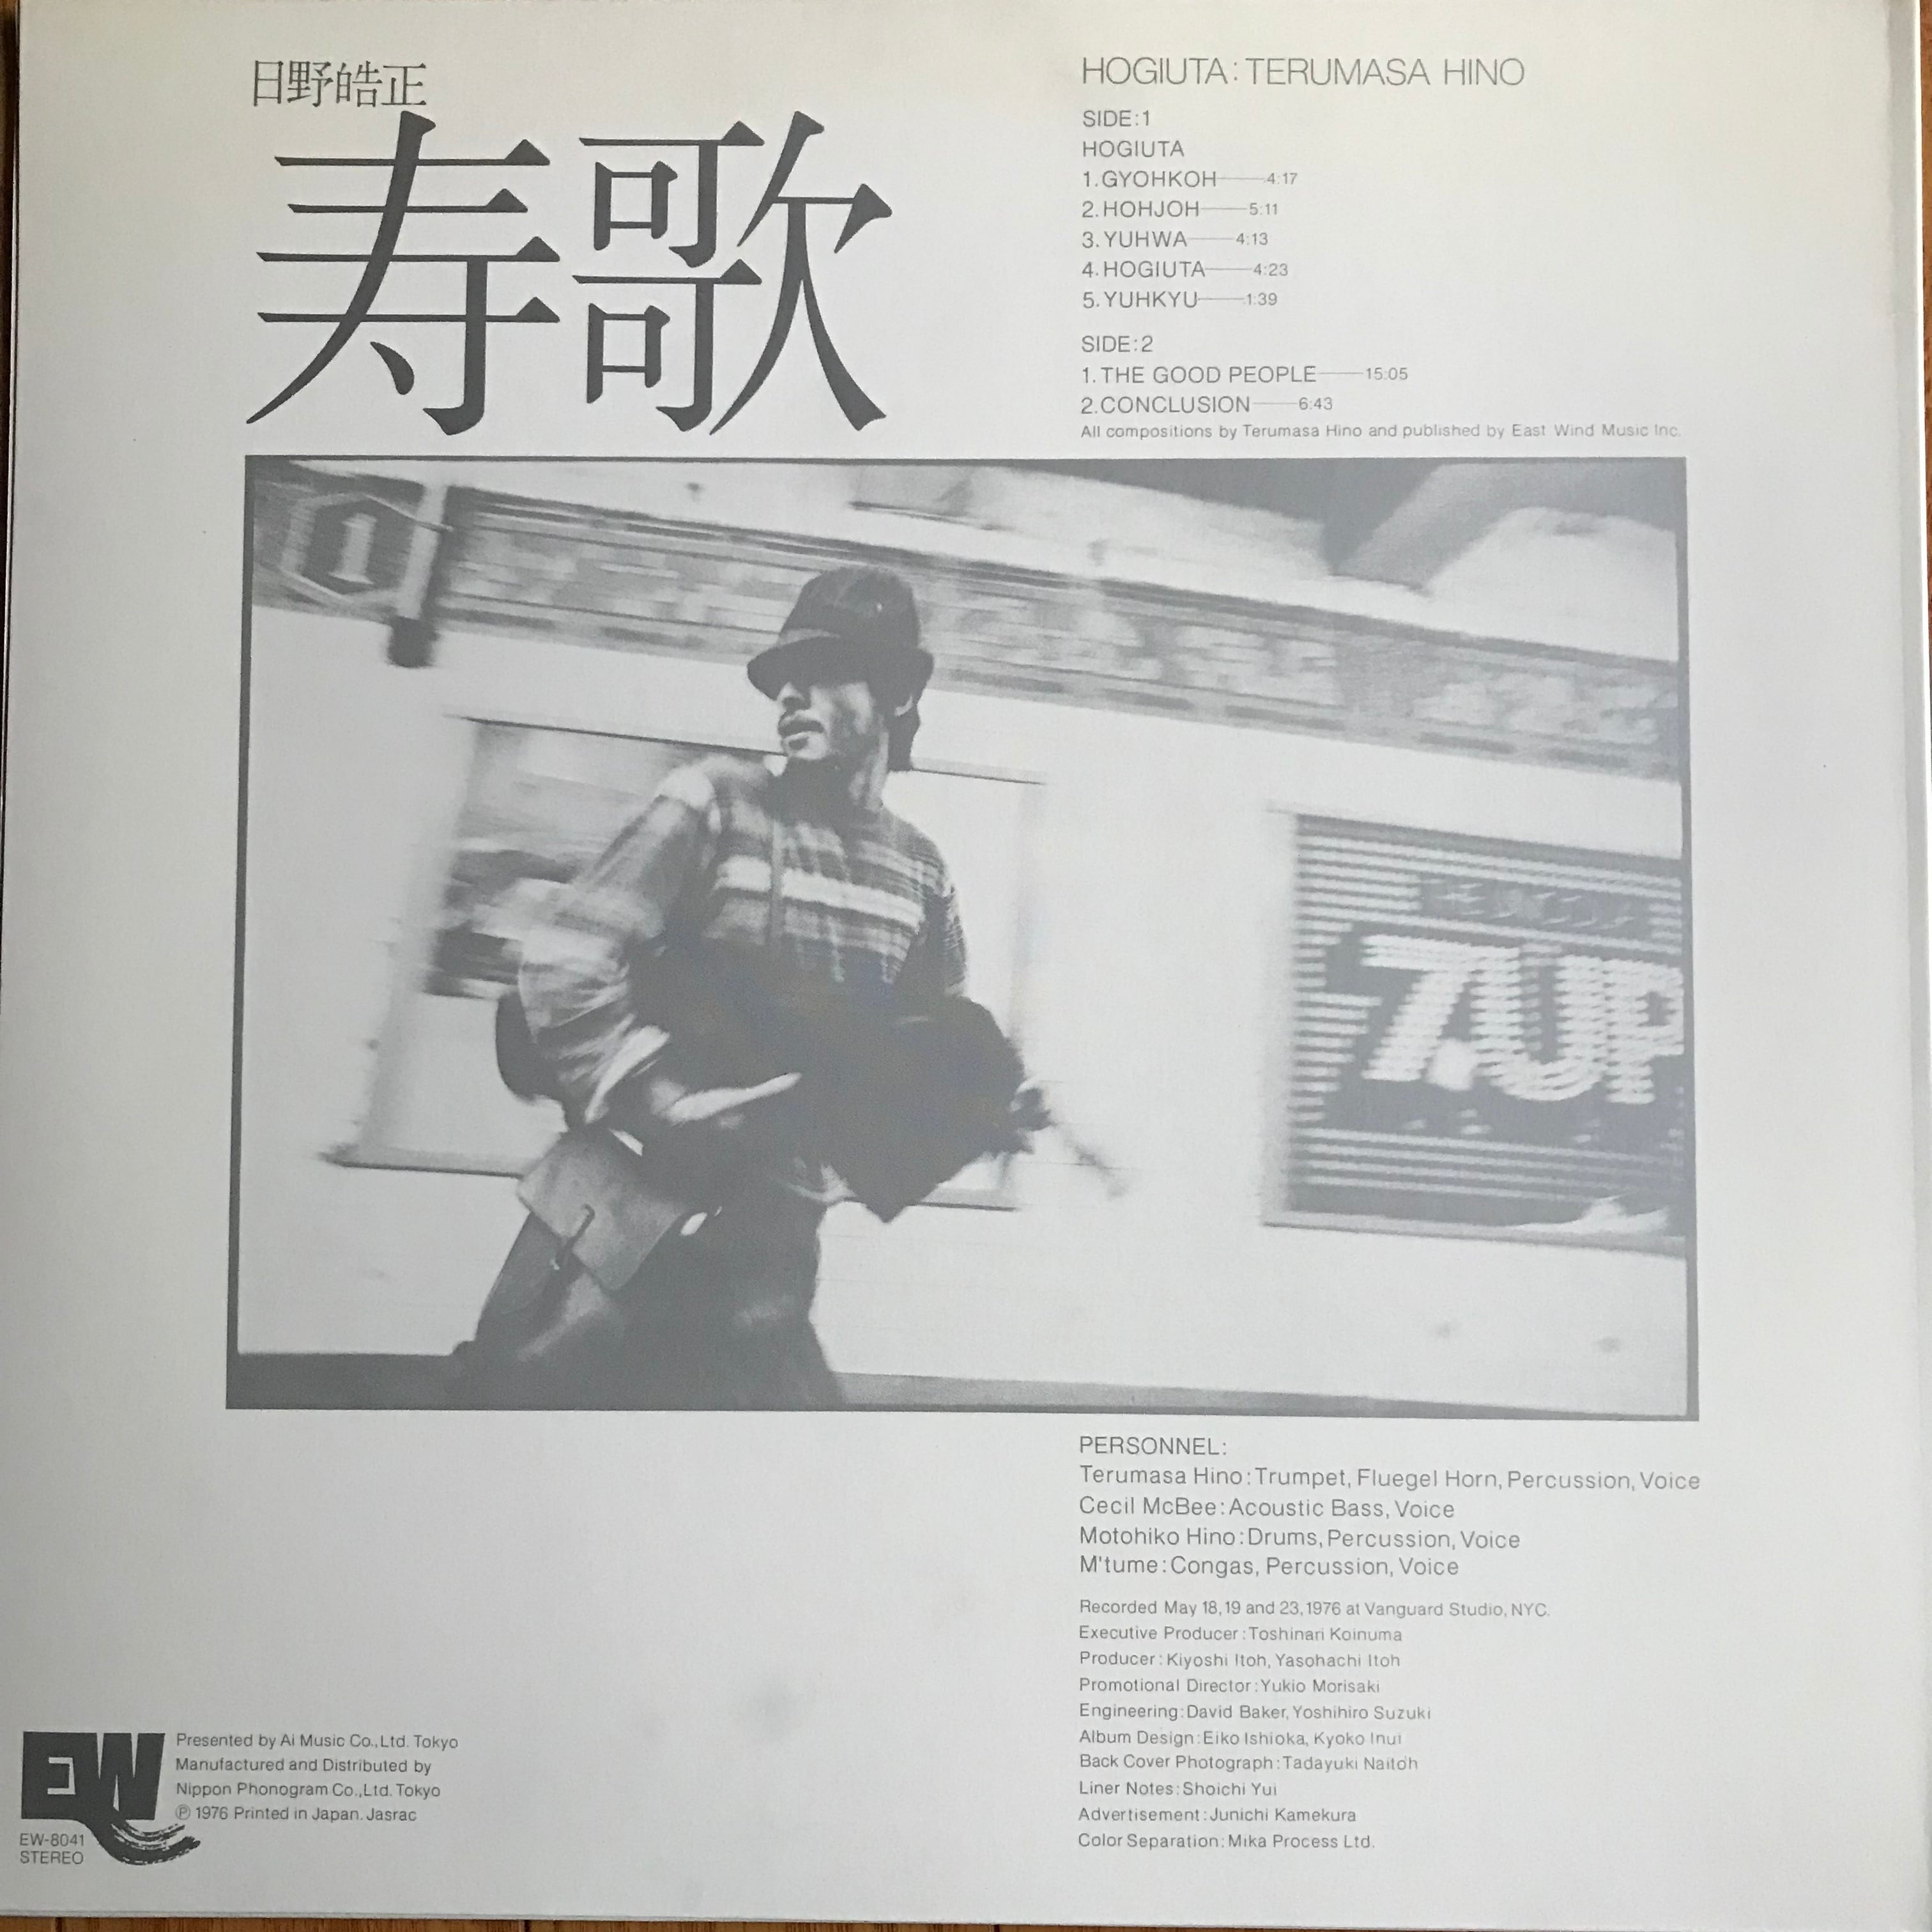 日野皓正
寿歌
HOGIUTA:TERUMASA HINO
SIDE:1
HOGIUTA
1.GYOHKOH——4:17
2.HOHJOH——5:11
3.YUHWA——4:13
4.HOGIUTA——4:23
5.YUHKYU——1:39
SIDE:2
1.THE GOOD PEOPLE——15:05
2.CONCLUSION——6:43
All compositions by Terumasa Hino and published by East Wind Music Inc.
1
7UP
PERSONNEL:
Terumasa Hino:Trumpet, Fluegel Horn, Percussion, Voice
Cecil McBee:Acoustic Bass, Voice
Motohiko Hino:Drums, Percussion, Voice
M'tume:Congas, Percussion, Voice
Recorded May 18,19 and 23,1976 at Vanguard Studio, NYC.
Executive Producer:Toshinari Koinuma
Producer:Kiyoshi Itoh, Yasohachi Itoh
Promotional Director:Yukio Morisaki
Engineering:David Baker, Yoshihiro Suzuki
Album Design:Eiko Ishioka, Kyoko Inui
Back Cover Photograph:Tadayuki Naitoh
Liner Notes:Shoichi Yui
Advertisement:Junichi Kamekura
Color Separation:Mika Process Ltd.
EW
Presented by Ai Music Co.,Ltd. Tokyo
Manufactured and Distributed by
Nippon Phonogram Co.,Ltd. Tokyo
Ⓟ 1976 Printed in Japan. Jasrac
EW-8041
STEREO